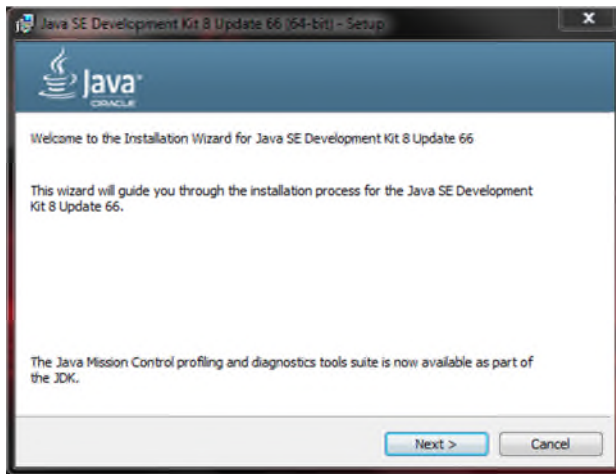 Java SE Development Kit 8 Update 66 (64-bit) - Setup
Java
ORACLE
Welcome to the Installation Wizard for Java SE Development Kit 8 Update 66
This wizard will guide you through the installation process for the Java SE Development
Kit 8 Update 66.
The Java Mission Control profiling and diagnostics tools suite is now available as part of
the JDK.
Next >
Cancel